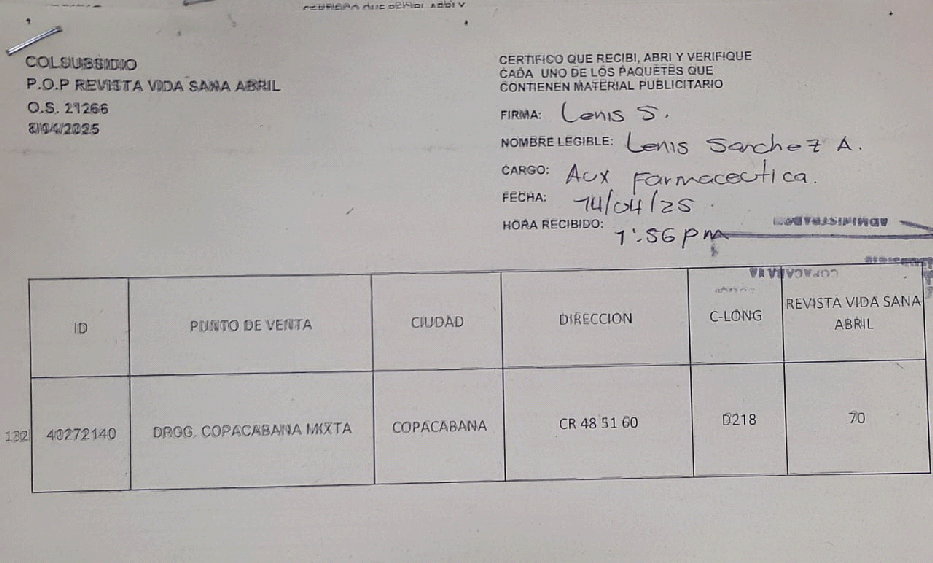 COLSUBSIDIO
P.O.P REVISTA VIDA SANA ABRIL
O.S. 21266
8/04/2025
CERTIFICO QUE RECIBI, ABRI Y VERIFIQUE
CADA UNO DE LOS PAQUETES QUE
CONTIENEN MATERIAL PUBLICITARIO
FIRMA: Lenis S.
NOMBRE LEGIBLE: Lenis Sanchez A.
CARGO: Aux Farmaceutica.
FECHA: 14/04/25
HORA RECIBIDO: 1:56 pm
ID PUNTO DE VENTA CIUDAD DIRECCION C-LONG REVISTA VIDA SANA ABRIL
132 40272140 DRGG. COPACABANA MIXTA COPACABANA CR 48 51 60 D218 70